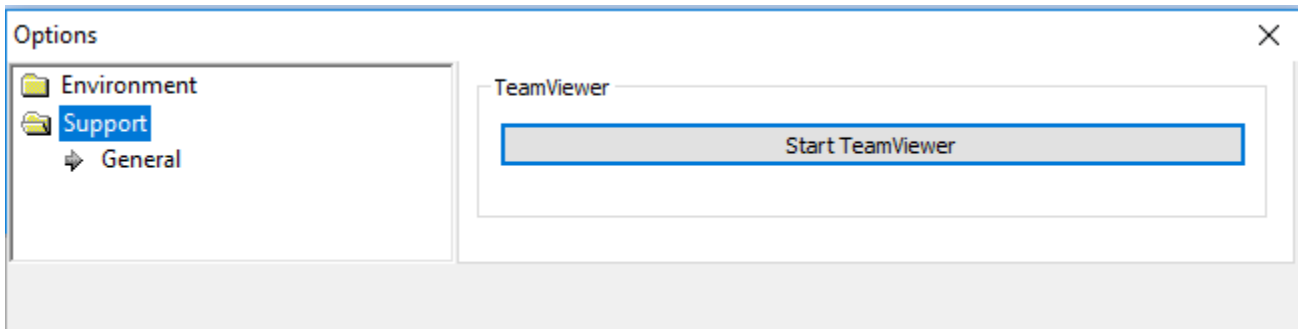 Options
Environment
Support
General
TeamViewer
Start TeamViewer